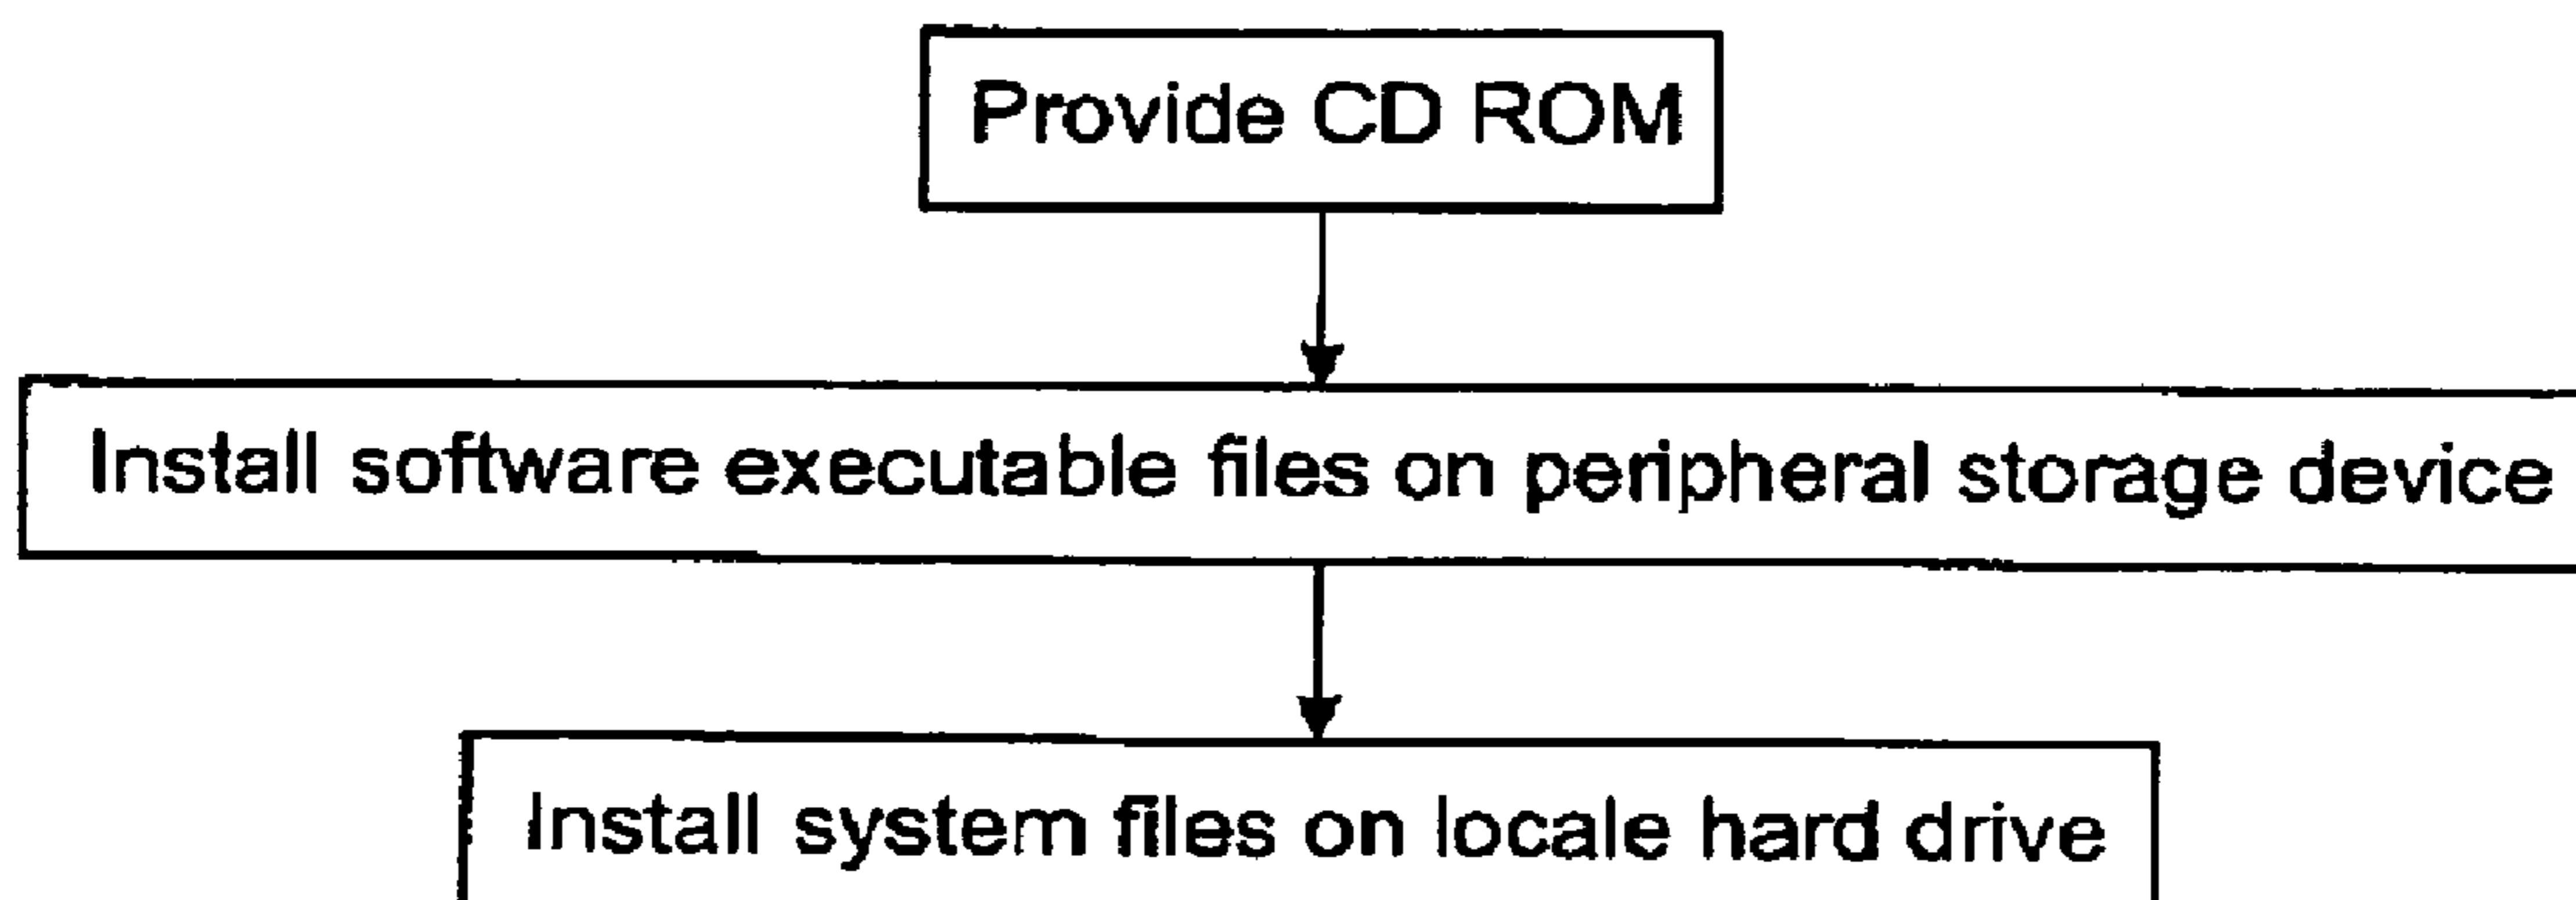 Provide CD ROM
Install software executable files on peripheral storage device
Install system files on locale hard drive